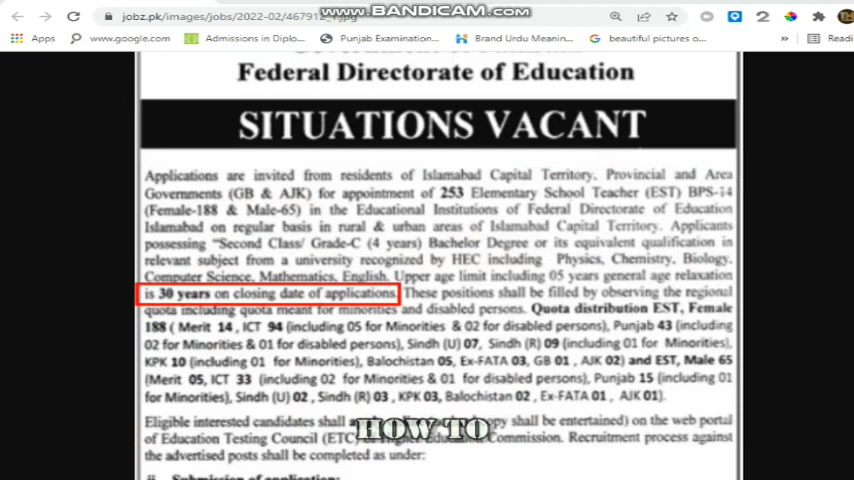 www.BANDICAM.com
jobz.pk/images/jobs/2022-02/467912_1.jpg
Apps www.google.com Admissions in Diplo... Punjab Examination... Brand Urdu Meanin... beautiful pictures o... » Readi
Federal Directorate of Education
SITUATIONS VACANT
Applications are invited from residents of Islamabad Capital Territory, Provincial and Area
Governments (GB & AJK) for appointment of 253 Elementary School Teacher (EST) BPS-14
(Female-188 & Male-65) in the Educational Institutions of Federal Directorate of Education
Islamabad on regular basis in rural & urban areas of Islamabad Capital Territory. Applicants
possessing "Second Class/ Grade-C (4 years) Bachelor Degree or its equivalent qualification in
relevant subject from a university recognized by HEC including Physics, Chemistry, Biology,
Computer Science, Mathematics, English. Upper age limit including 05 years general age relaxation
is 30 years on closing date of applications. These positions shall be filled by observing the regional
quota including quota meant for minorities and disabled persons. Quota distribution EST, Female
188 ( Merit 14, ICT 94 (including 05 for Minorities & 02 for disabled persons), Punjab 43 (including
02 for Minorities & 01 for disabled persons), Sindh (U) 07, Sindh (R) 09 (including 01 for Minorities),
KPK 10 (including 01 for Minorities), Balochistan 05, Ex-FATA 03, GB 01 , AJK 02) and EST, Male 65
(Merit 05, ICT 33 (including 02 for Minorities & 01 for disabled persons), Punjab 15 (including 01
for Minorities), Sindh (U) 02 , Sindh (R) 03 , KPK 03, Balochistan 02 , Ex-FATA 01 , AJK 01).
Eligible interested candidates shall HOW TO shall be entertained) on the web portal
of Education Testing Council (ETC) Commission. Recruitment process against
the advertised posts shall be completed as under:
Submission of application: